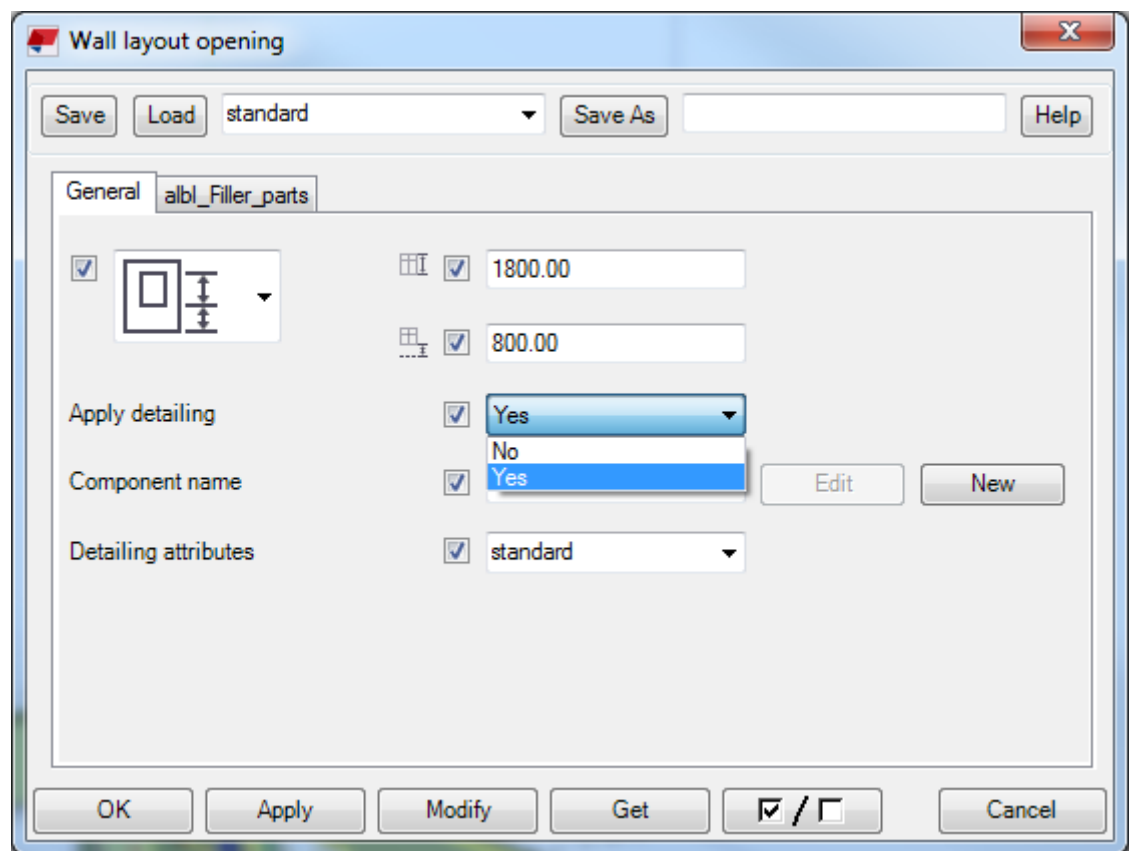 Wall layout opening
Save Load standard Save As Help
General albl_Filler_parts
1800.00
800.00
Apply detailing Yes
No
Component name Yes Edit New
Detailing attributes standard
OK Apply Modify Get / Cancel